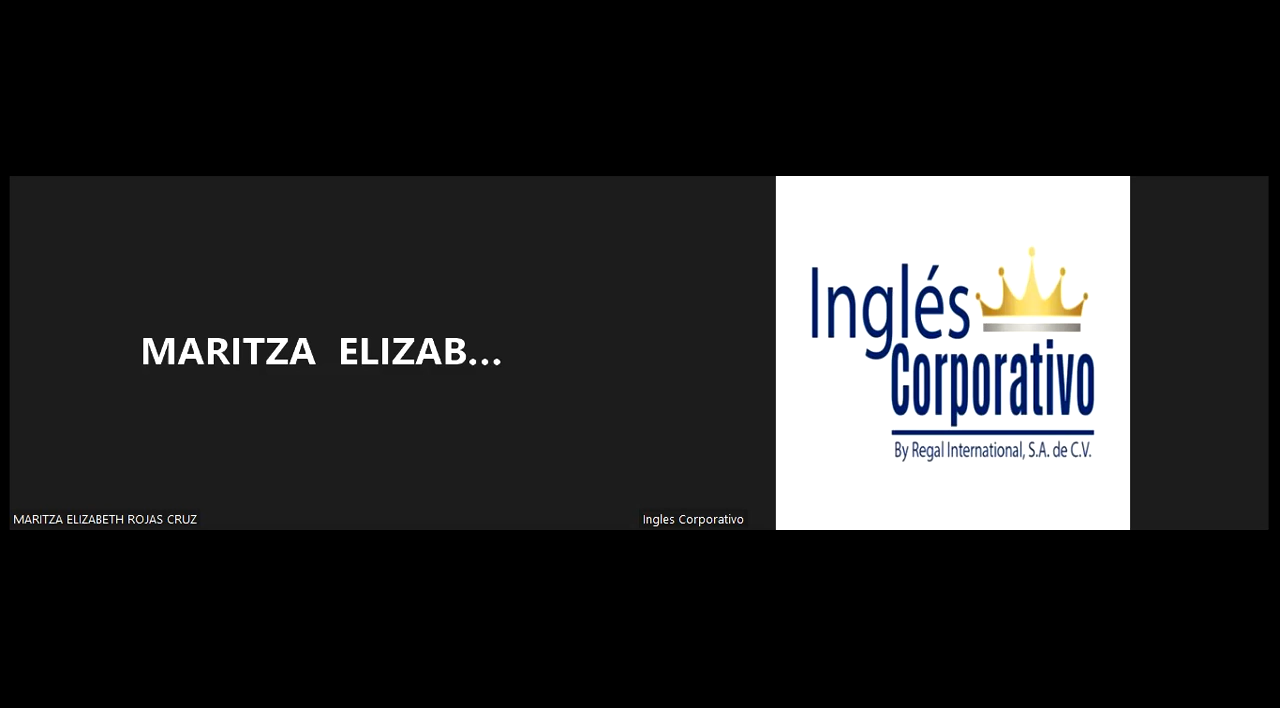 MARITZA ELIZAB...
MARITZA ELIZABETH ROJAS CRUZ
Ingles Corporativo
Inglés
Corporativo
By Regal International, S.A. de C.V.